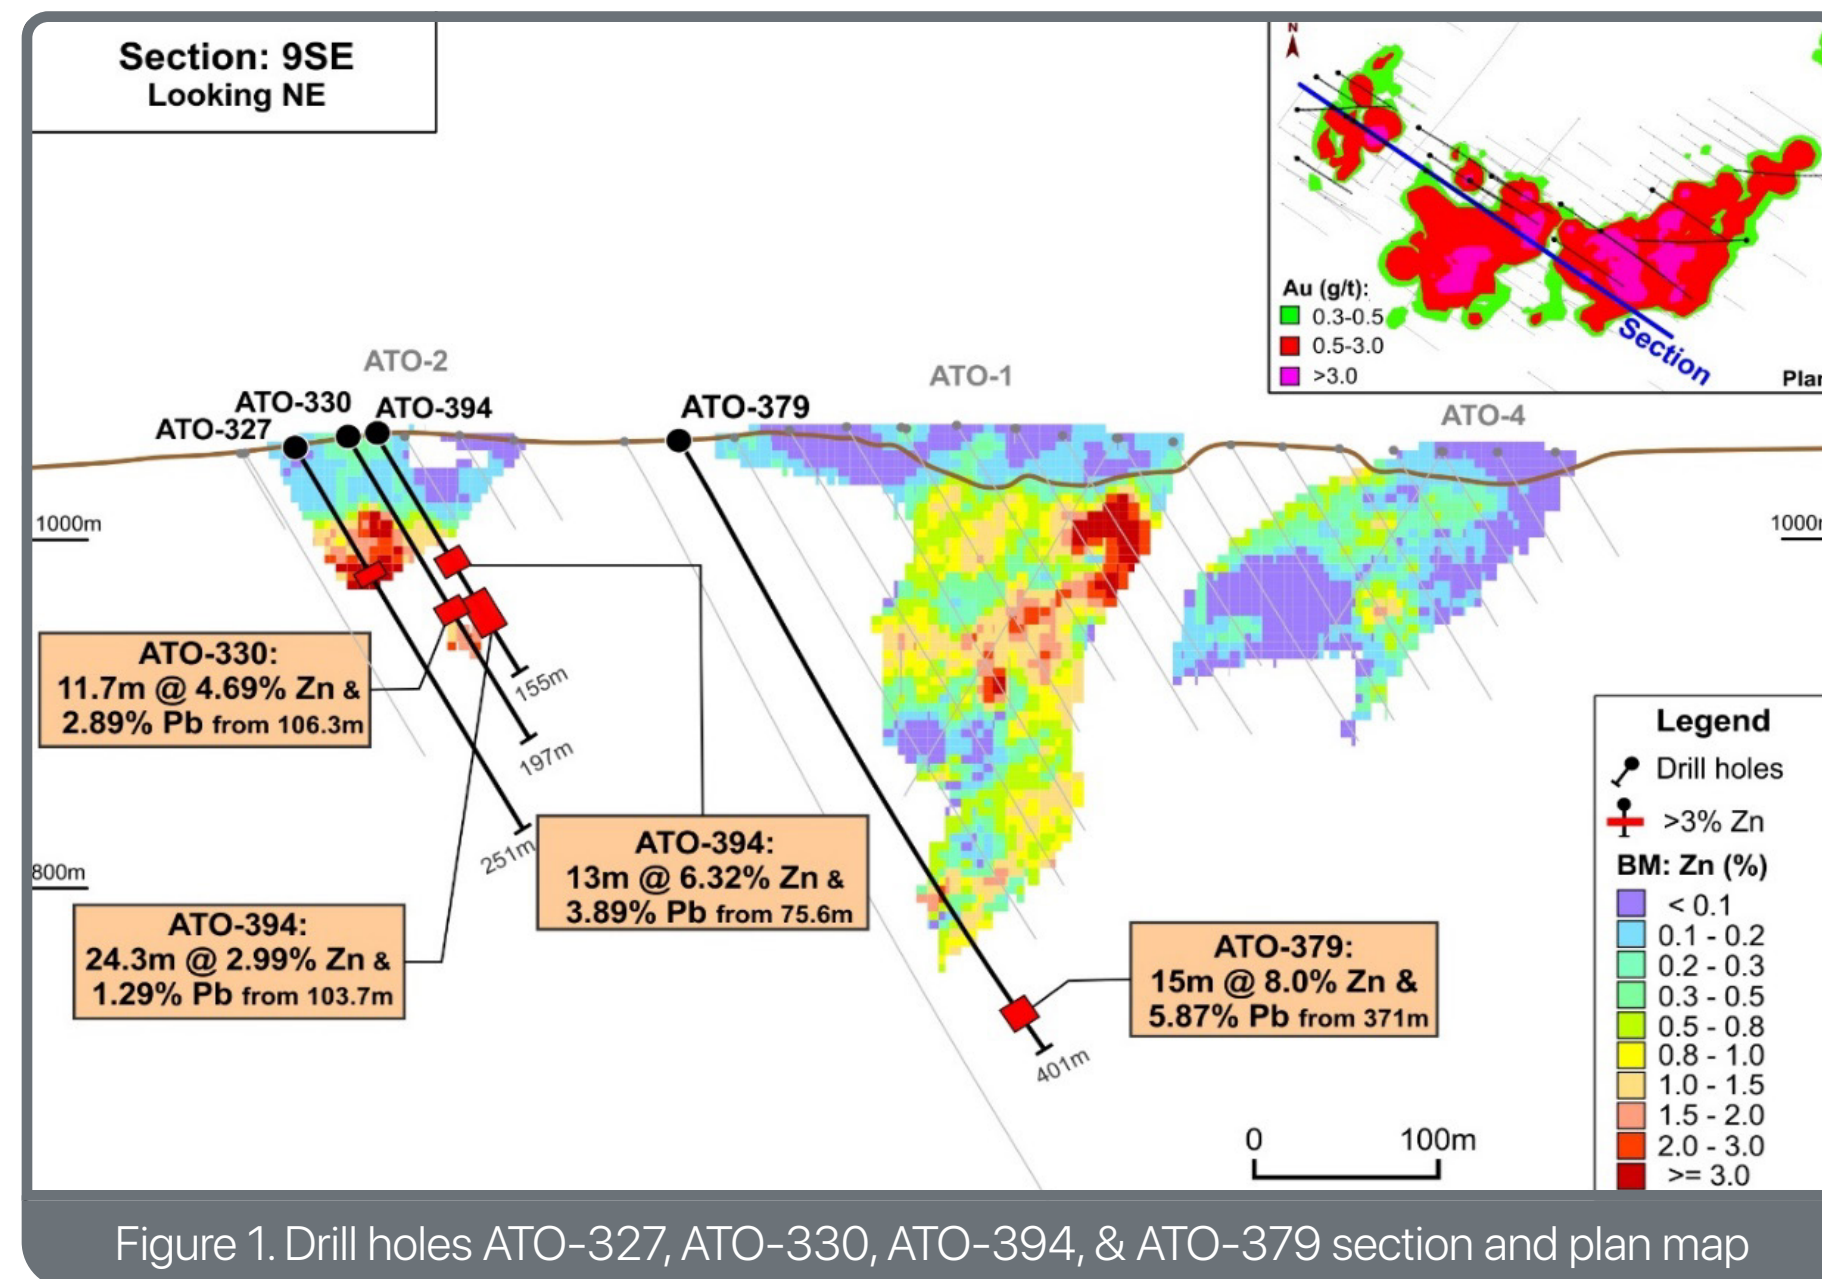 Section: 9SE
Looking NE
N
Au (g/t):
0.3-0.5
0.5-3.0
>3.0
Section
ATO-2
ATO-1
ATO-4
ATO-330
ATO-394
ATO-327
ATO-379
1000m
800m
155m
197m
251m
401m
ATO-330:
11.7m @ 4.69% Zn &
2.89% Pb from 106.3m
ATO-394:
13m @ 6.32% Zn &
3.89% Pb from 75.6m
ATO-394:
24.3m @ 2.99% Zn &
1.29% Pb from 103.7m
ATO-379:
15m @ 8.0% Zn &
5.87% Pb from 371m
0 100m
Legend
Drill holes
>3% Zn
BM: Zn (%)
< 0.1
0.1 - 0.2
0.2 - 0.3
0.3 - 0.5
0.5 - 0.8
0.8 - 1.0
1.0 - 1.5
1.5 - 2.0
2.0 - 3.0
>= 3.0
Figure 1. Drill holes ATO-327, ATO-330, ATO-394, & ATO-379 section and plan map